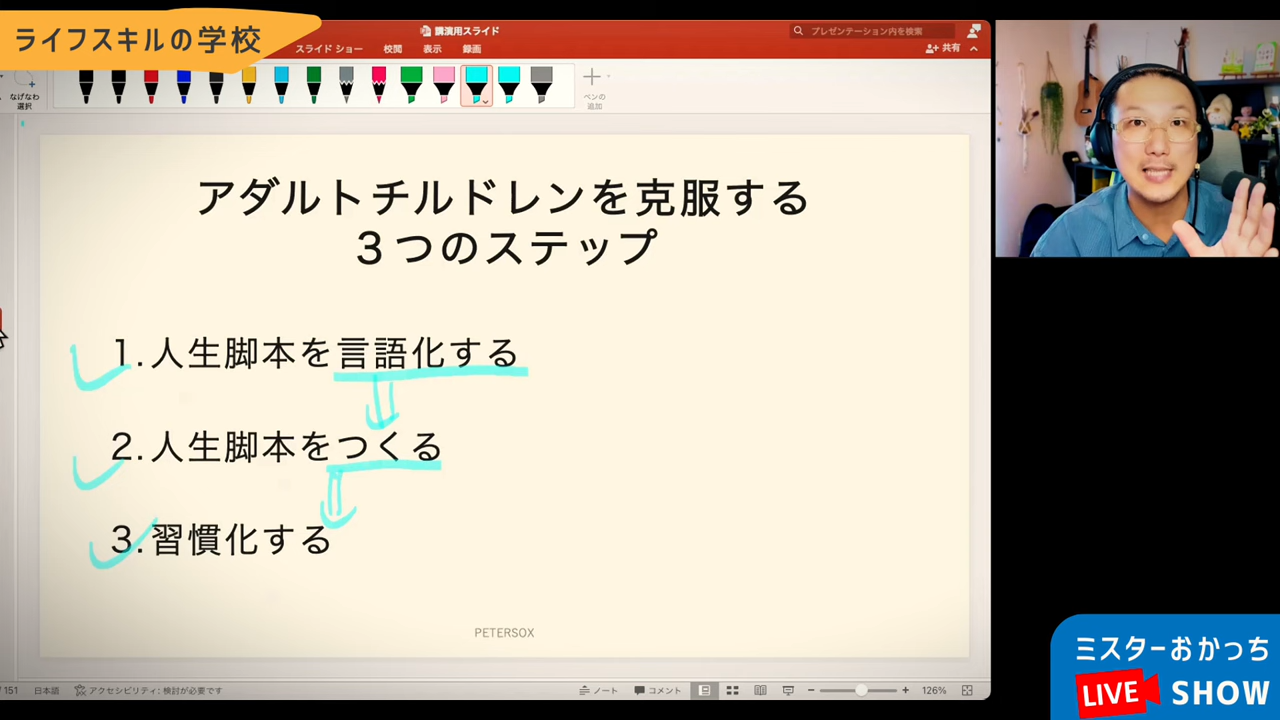 ライフスキルの学校
講演用スライド
プレゼンテーション内を検索
スライド ショー 校閲 表示 録画
共有
なげなわ
選択
ペンの
追加
アダルトチルドレンを克服する
3つのステップ
1.人生脚本を言語化する
2.人生脚本をつくる
3.習慣化する
PETERSOX
/ 151 日本語 アクセシビリティ: 検討が必要です ノート コメント 126%
ミスターおかっち
LIVE SHOW